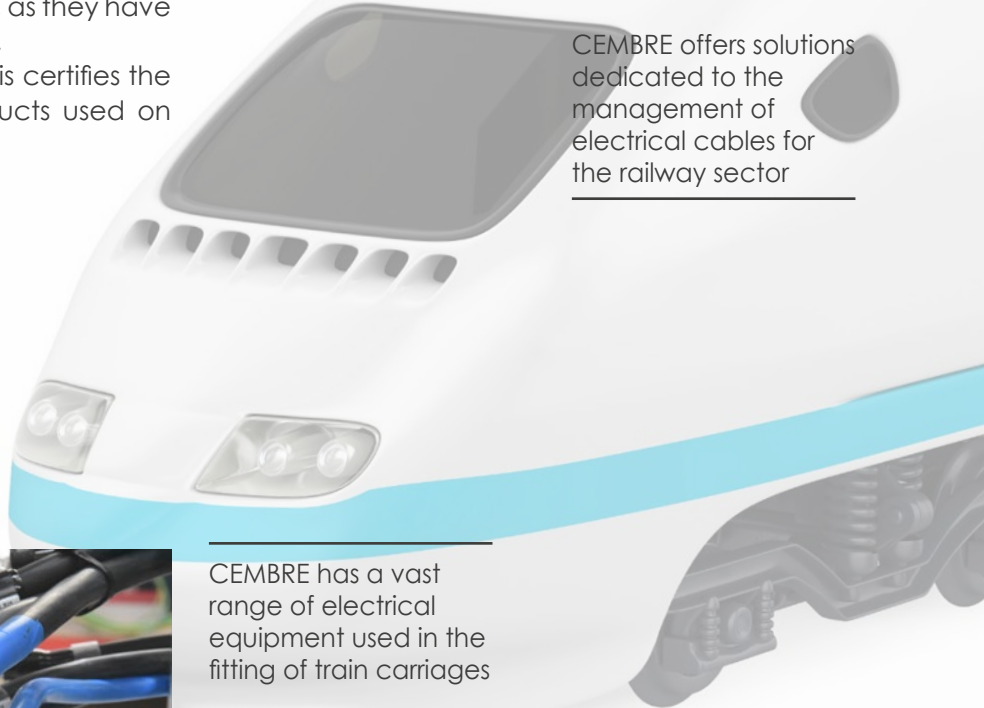 as they have
is certifies the
ucts used on
CEMBRE offers solutions
dedicated to the
management of
electrical cables for
the railway sector
CEMBRE has a vast
range of electrical
equipment used in the
fitting of train carriages